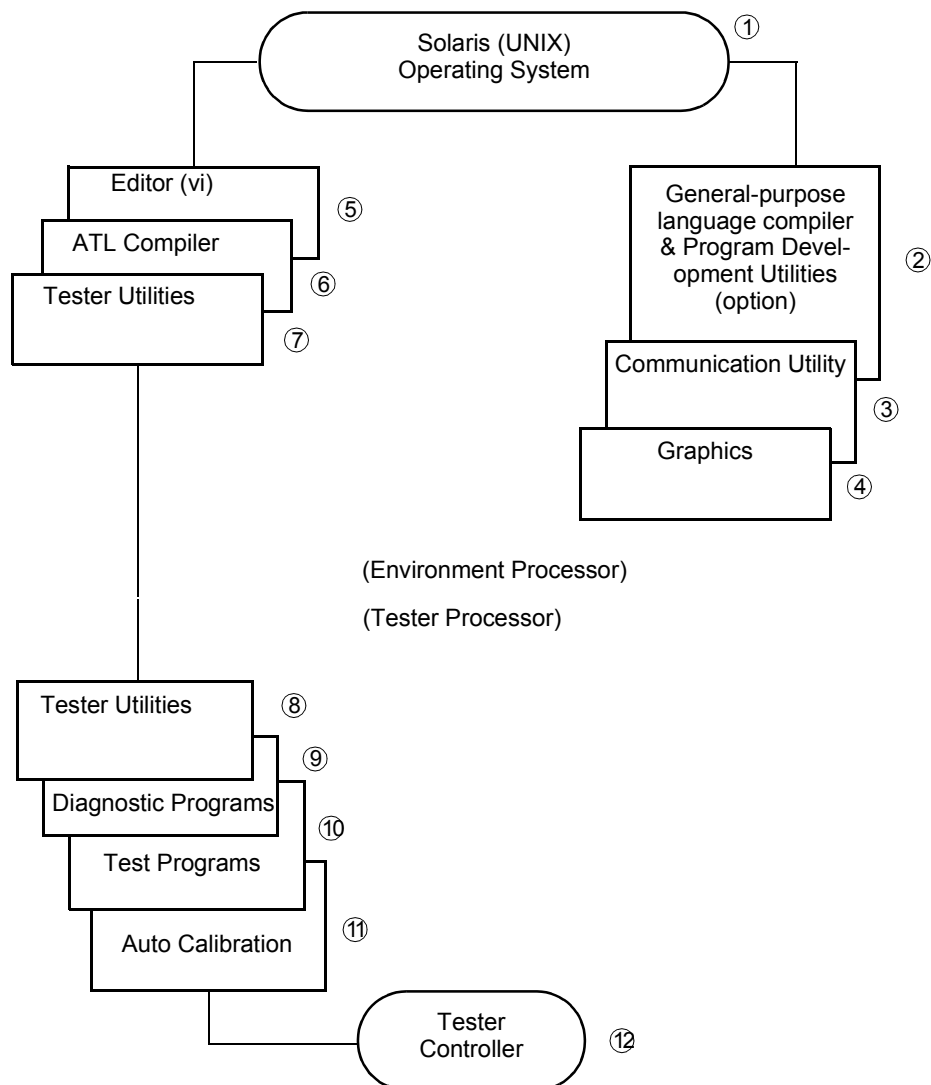 Solaris (UNIX)
Operating System
①
Editor (vi)
⑤
ATL Compiler
⑥
Tester Utilities
⑦
General-purpose
language compiler
& Program Devel-
opment Utilities
(option)
②
Communication Utility
③
Graphics
④
(Environment Processor)
(Tester Processor)
Tester Utilities
⑧
⑨
Diagnostic Programs
⑩
Test Programs
⑪
Auto Calibration
Tester
Controller
⑫